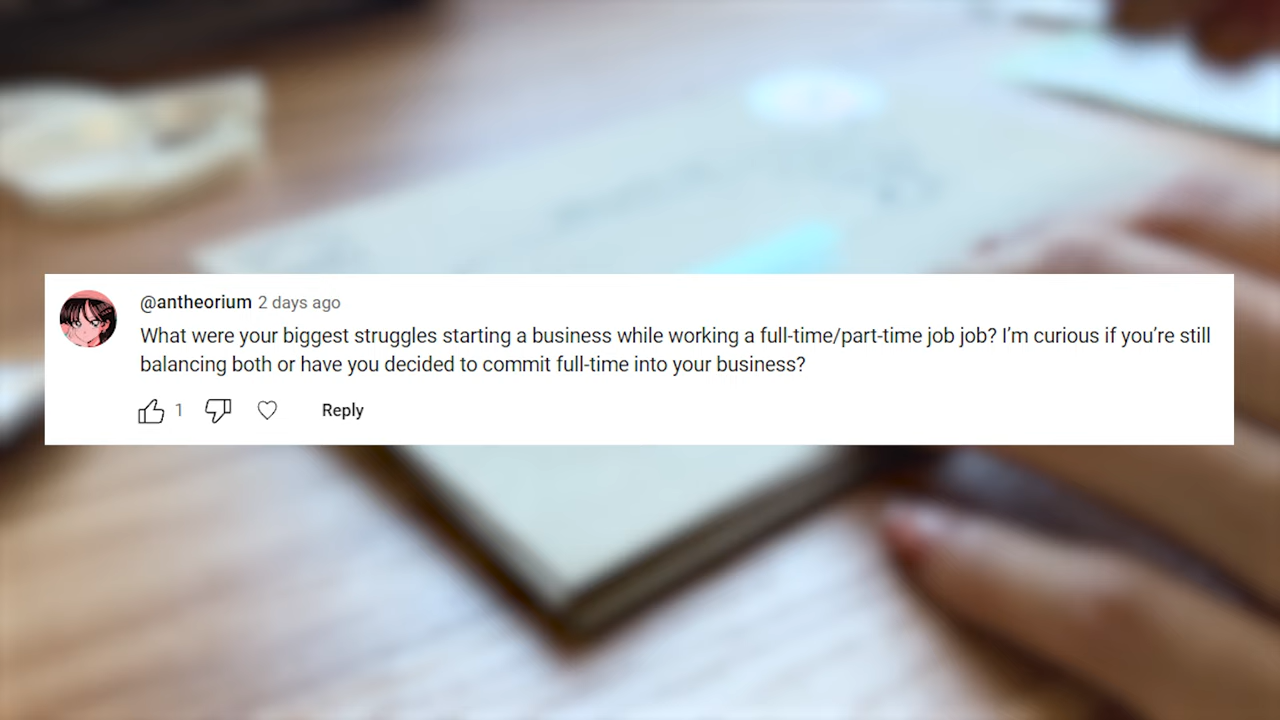 @antheorium 2 days ago
What were your biggest struggles starting a business while working a full-time/part-time job job? I'm curious if you're still
balancing both or have you decided to commit full-time into your business?
1 Reply